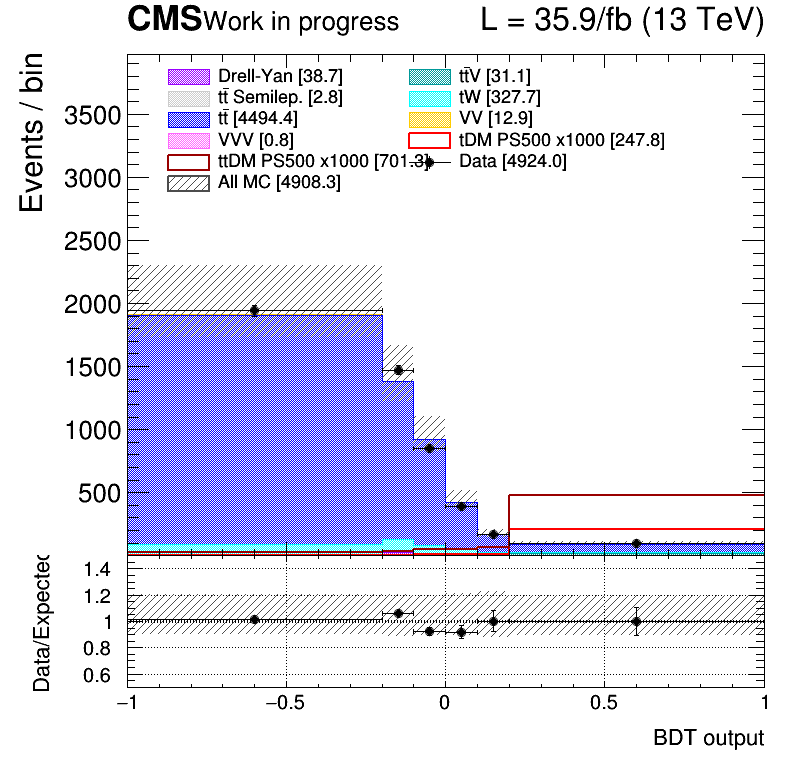 CMS Work in progress L = 35.9/fb (13 TeV)
Events / bin
Drell-Yan [38.7] tt̄V [31.1]
tt̄ Semilep. [2.8] tW [327.7]
tt̄ [4494.4] VV [12.9]
VVV [0.8] tDM PS500 x1000 [247.8]
ttDM PS500 x1000 [701.3] Data [4924.0]
All MC [4908.3]
3500
3000
2500
2000
1500
1000
500
Data/Expected
1.4
1.2
1
0.8
0.6
−1 −0.5 0 0.5 1
BDT output